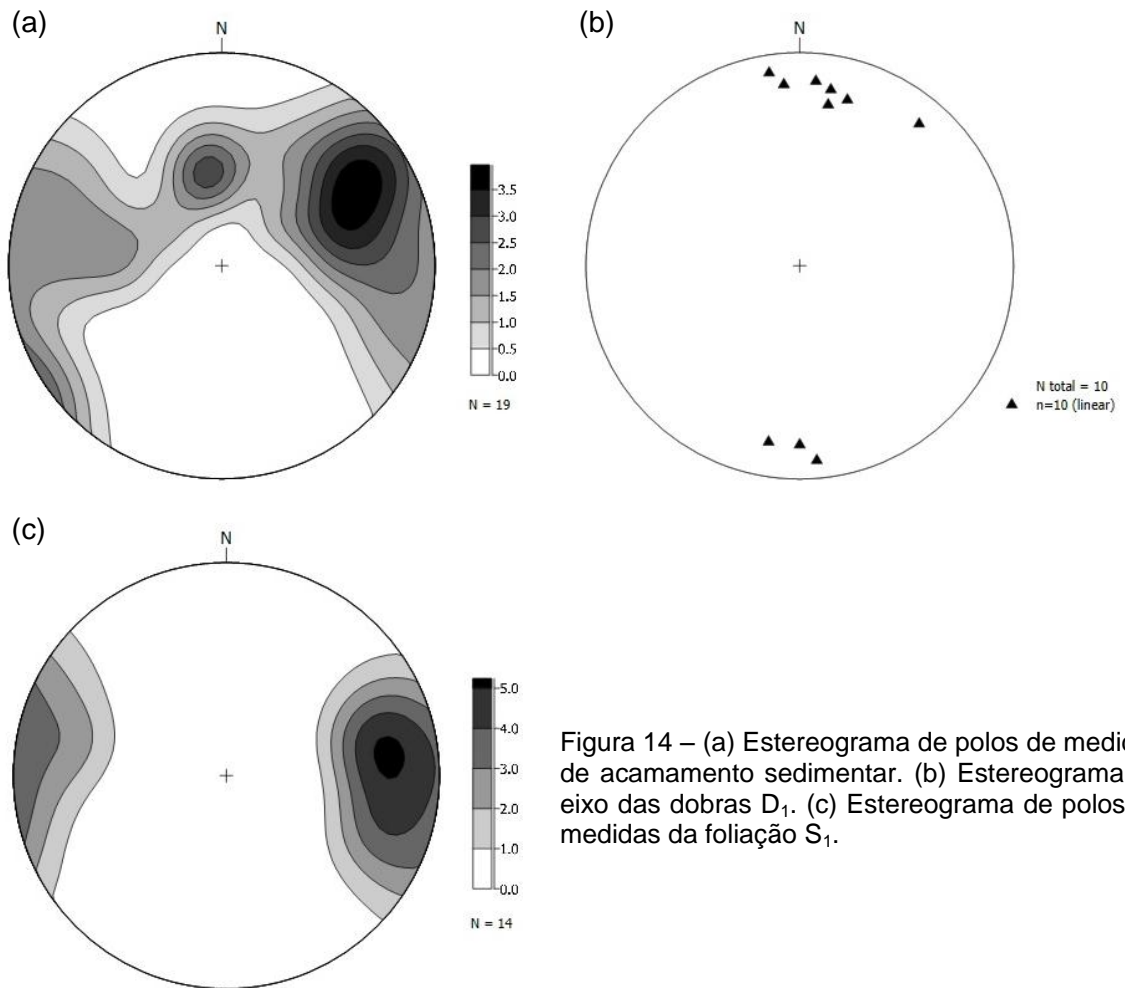 (a)
N
3.5
3.0
2.5
2.0
1.5
1.0
0.5
0.0
N = 19
(b)
N
N total = 10
n=10 (linear)
(c)
N
5.0
4.0
3.0
2.0
1.0
0.0
N = 14
Figura 14 – (a) Estereograma de polos de
de acamamento sedimentar. (b) Estereograma
eixo das dobras D₁. (c) Estereograma de polos
medidas da foliação S₁.